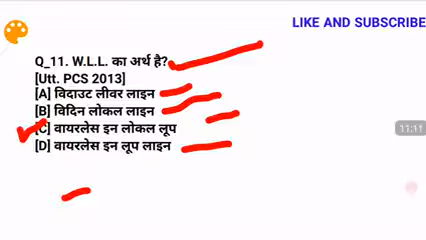 LIKE AND SUBSCRIBE
Q_11. W.L.L. का अर्थ है?
[Utt. PCS 2013]
[A] विदाउट लीवर लाइन
[B] विदिन लोकल लाइन
[C] वायरलेस इन लोकल लूप
[D] वायरलेस इन लूप लाइन
11:11